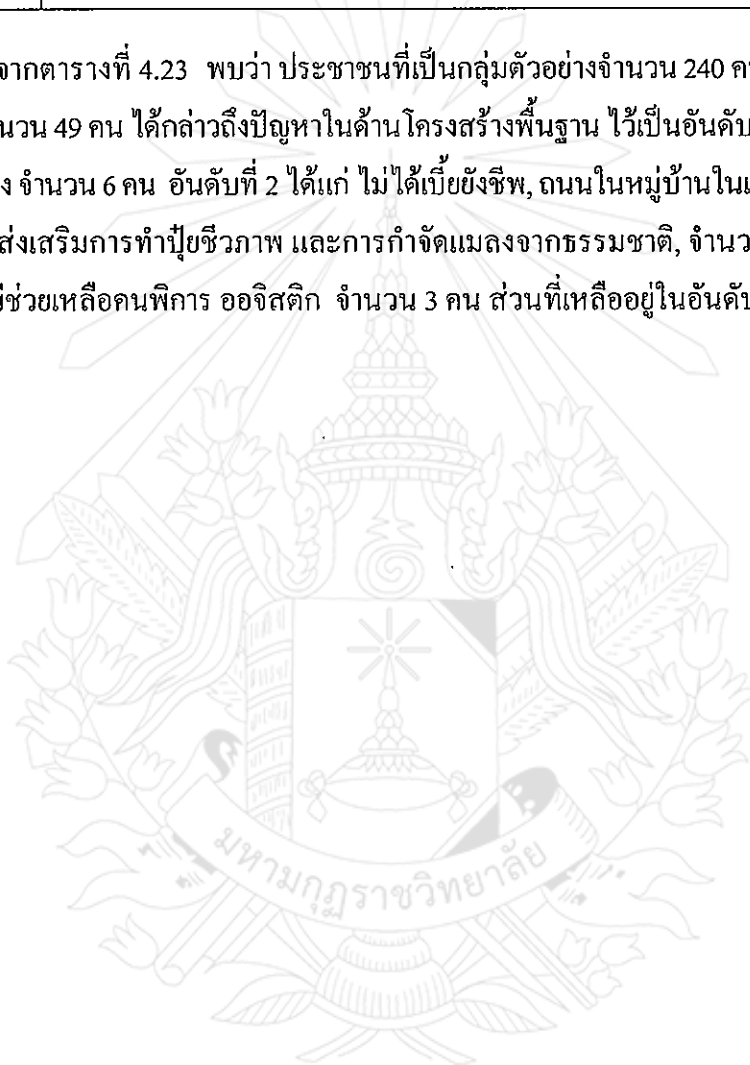 จากตารางที่ 4.23 พบว่า ประชาชนที่เป็นกลุ่มตัวอย่างจำนวน 240 ค
นวน 49 คน ได้กล่าวถึงปัญหาในด้านโครงสร้างพื้นฐาน ไว้เป็นอันดับ
ง จำนวน 6 คน อันดับที่ 2 ได้แก่ ไม่ได้เบี้ยยังชีพ, ถนนในหมู่บ้านในเ
ส่งเสริมการทำปุ๋ยชีวภาพ และการกำจัดแมลงจากธรรมชาติ, จำนว
ช่วยเหลือคนพิการ ออจิสติก จำนวน 3 คน ส่วนที่เหลืออยู่ในอันดับ
มหามกุฏราชวิทยาลัย